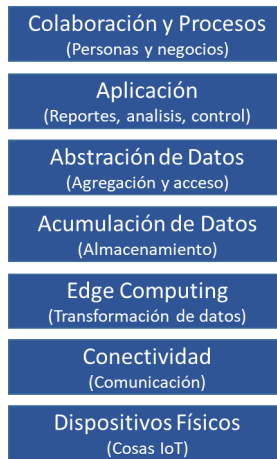 Colaboración y Procesos
(Personas y negocios)
Aplicación
(Reportes, analisis, control)
Abstración de Datos
(Agregación y acceso)
Acumulación de Datos
(Almacenamiento)
Edge Computing
(Transformación de datos)
Conectividad
(Comunicación)
Dispositivos Físicos
(Cosas IoT)